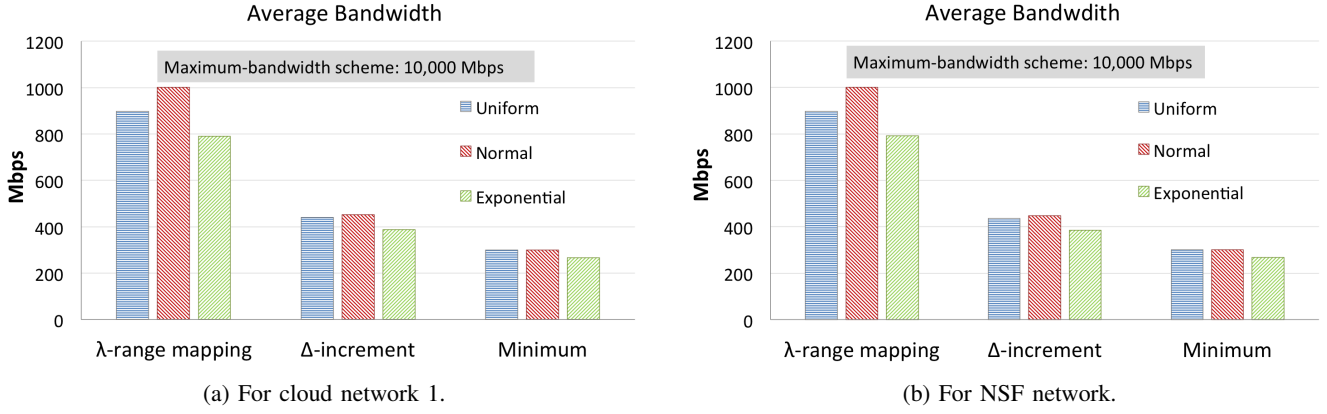 Average Bandwidth
1200
1000
800
600
400
200
0
Mbps
Maximum-bandwidth scheme: 10,000 Mbps
Uniform
Normal
Exponential
λ-range mapping
Δ-increment
Minimum
(a) For cloud network 1.
Average Bandwdith
1200
1000
800
600
400
200
0
Mbps
Maximum-bandwidth scheme: 10,000 Mbps
Uniform
Normal
Exponential
λ-range mapping
Δ-increment
Minimum
(b) For NSF network.